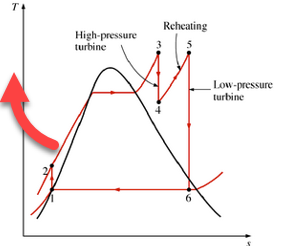 T
3
Reheating
5
High-pressure
turbine
4
Low-pressure
turbine
2
1
6
s